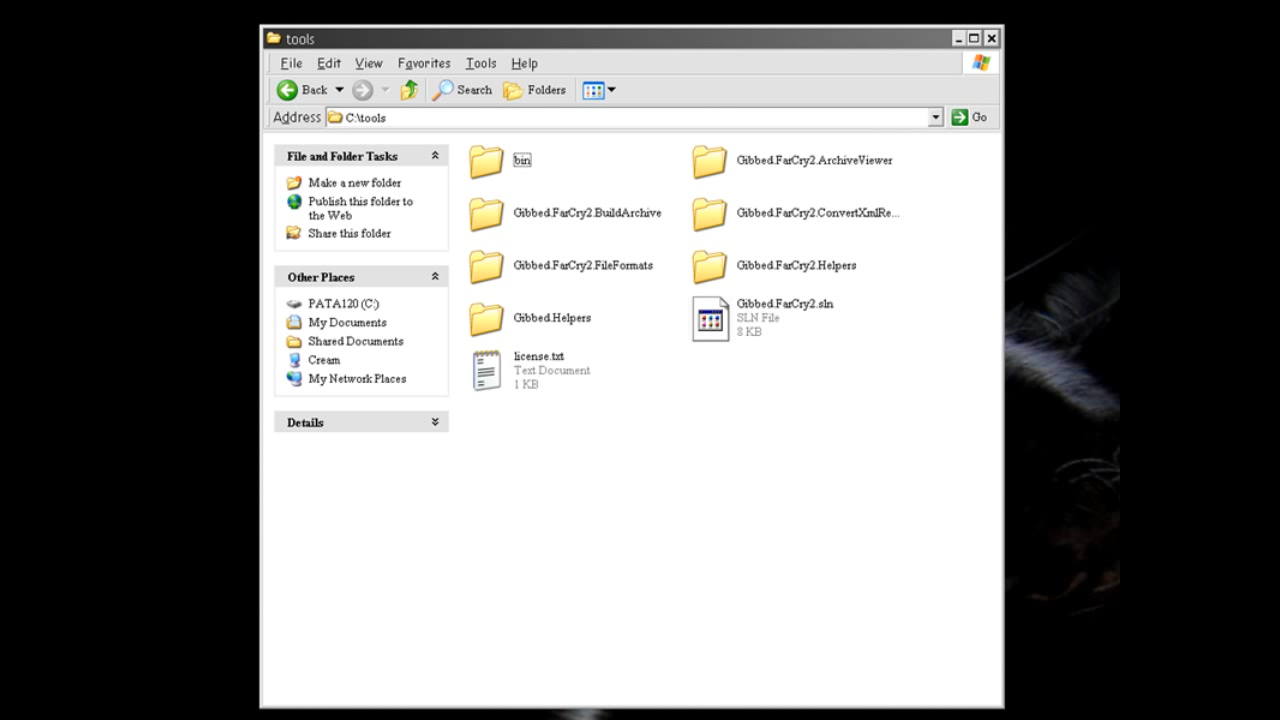 tools
File Edit View Favorites Tools Help
Back Search Folders
Address C:\tools Go
File and Folder Tasks
Make a new folder
Publish this folder to
the Web
Share this folder
Other Places
PATA120 (C:)
My Documents
Shared Documents
Cream
My Network Places
Details
bin
Gibbed.FarCry2.ArchiveViewer
Gibbed.FarCry2.BuildArchive
Gibbed.FarCry2.ConvertXmlRe...
Gibbed.FarCry2.FileFormats
Gibbed.FarCry2.Helpers
Gibbed.Helpers
Gibbed.FarCry2.sln
SLN File
8 KB
license.txt
Text Document
1 KB